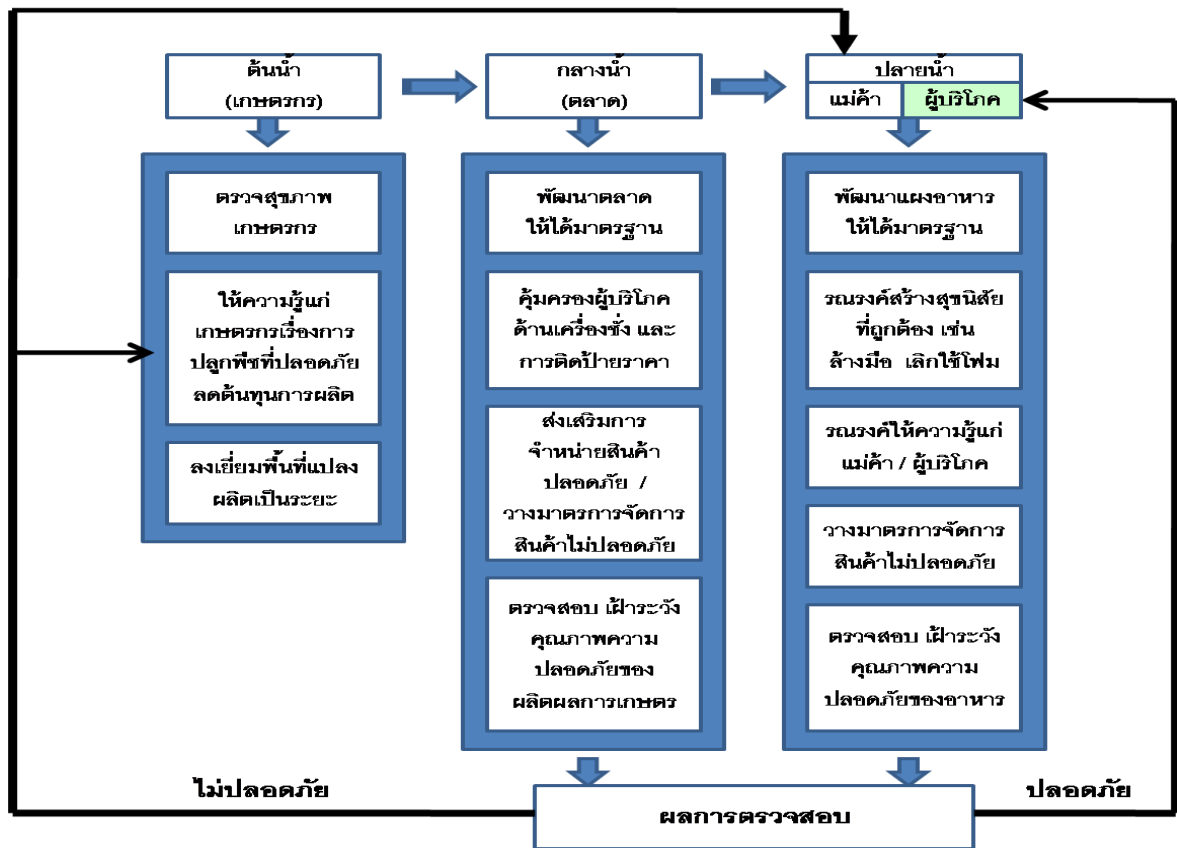 ต้นน้ำ
(เกษตรกร)
กลางน้ำ
(ตลาด)
ปลายน้ำ
แม่ค้า
ผู้บริโภค
ตรวจสุขภาพ
เกษตรกร
ให้ความรู้แก่
เกษตรกรเรื่องการ
ปลูกพืชที่ปลอดภัย
ลดต้นทุนการผลิต
ลงเยี่ยมพื้นที่แปลง
ผลิตเป็นระยะ
พัฒนาตลาด
ให้ได้มาตรฐาน
คุ้มครองผู้บริโภค
ด้านเครื่องชั่ง และ
การติดป้ายราคา
ส่งเสริมการ
จำหน่ายสินค้า
ปลอดภัย /
วางมาตรการจัดการ
สินค้าไม่ปลอดภัย
ตรวจสอบ เฝ้าระวัง
คุณภาพความ
ปลอดภัยของ
ผลิตผลการเกษตร
พัฒนาแผงอาหาร
ให้ได้มาตรฐาน
รณรงค์สร้างสุขนิสัย
ที่ถูกต้อง เช่น
ล้างมือ เลิกใช้โฟม
รณรงค์ให้ความรู้แก่
แม่ค้า / ผู้บริโภค
วางมาตรการจัดการ
สินค้าไม่ปลอดภัย
ตรวจสอบ เฝ้าระวัง
คุณภาพความ
ปลอดภัยของอาหาร
ไม่ปลอดภัย
ปลอดภัย
ผลการตรวจสอบ